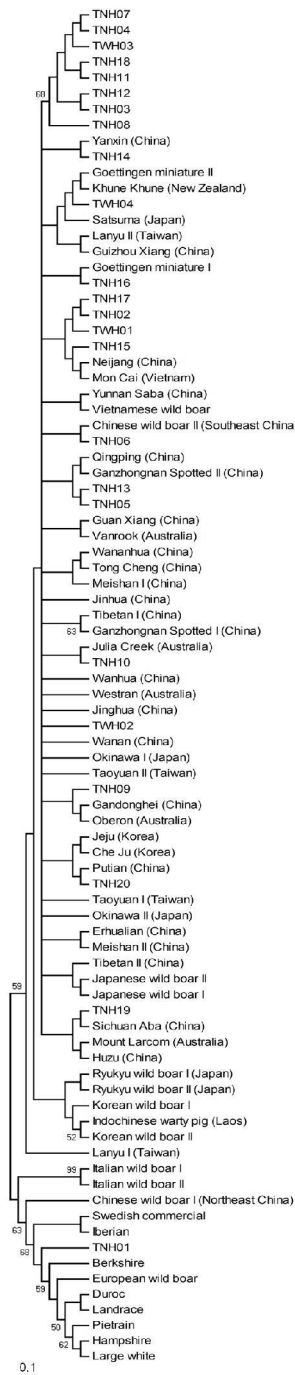 TNH07
TNH04
TWH03
TNH18
TNH11
TNH12
68
TNH03
TNH08
Yanxin (China)
TNH14
Goettingen miniature II
Khune Khune (New Zealand)
TWH04
Satsuma (Japan)
Lanyu II (Taiwan)
Guizhou Xiang (China)
Goettingen miniature I
TNH16
TNH17
TNH02
TWH01
TNH15
Neijang (China)
Mon Cai (Vietnam)
Yunnan Saba (China)
Vietnamese wild boar
Chinese wild boar II (Southeast China
TNH06
Qingping (China)
Ganzhongnan Spotted II (China)
TNH13
TNH05
Guan Xiang (China)
Vanrook (Australia)
Wananhua (China)
Tong Cheng (China)
Meishan I (China)
Jinhua (China)
Tibetan I (China)
63 Ganzhongnan Spotted I (China)
Julia Creek (Australia)
TNH10
Wanhua (China)
Westran (Australia)
Jinghua (China)
TWH02
Wanan (China)
Okinawa I (Japan)
Taoyuan II (Taiwan)
TNH09
Gandonghei (China)
Oberon (Australia)
Jeju (Korea)
Che Ju (Korea)
Putian (China)
TNH20
Taoyuan I (Taiwan)
Okinawa II (Japan)
Erhualian (China)
Meishan II (China)
Tibetan II (China)
59 Japanese wild boar II
Japanese wild boar I
TNH19
Sichuan Aba (China)
Mount Larcom (Australia)
Huzu (China)
Ryukyu wild boar I (Japan)
Ryukyu wild boar II (Japan)
Korean wild boar I
Indochinese warty pig (Laos)
52 Korean wild boar II
Lanyu I (Taiwan)
99 Italian wild boar I
Italian wild boar II
Chinese wild boar I (Northeast China)
Swedish commercial
63
Iberian
TNH01
68
Berkshire
European wild boar
59
Duroc
Landrace
50 Pietrain
Hampshire
62
Large white
0.1